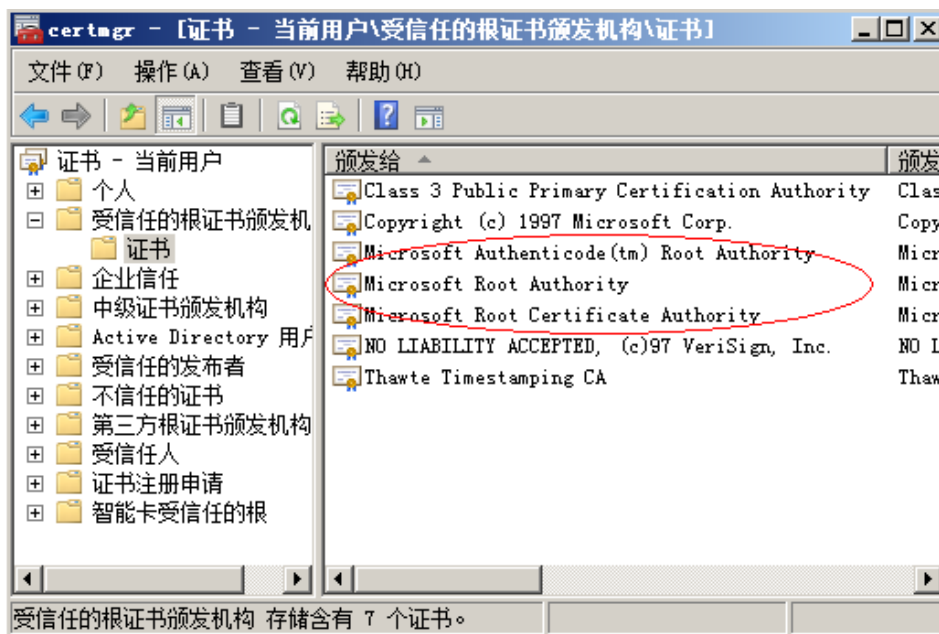 certmgr - [证书 - 当前用户\受信任的根证书颁发机构\证书]
文件(F) 操作(A) 查看(V) 帮助(H)
证书 - 当前用户
个人
受信任的根证书颁发机
证书
企业信任
中级证书颁发机构
Active Directory 用户
受信任的发布者
不信任的证书
第三方根证书颁发机构
受信任人
证书注册申请
智能卡受信任的根
颁发给 颁发
Class 3 Public Primary Certification Authority Clas
Copyright (c) 1997 Microsoft Corp. Copy
Microsoft Authenticode(tm) Root Authority Micr
Microsoft Root Authority Micr
Microsoft Root Certificate Authority Micr
NO LIABILITY ACCEPTED, (c)97 VeriSign, Inc. NO L
Thawte Timestamping CA Thaw
受信任的根证书颁发机构 存储含有 7 个证书。